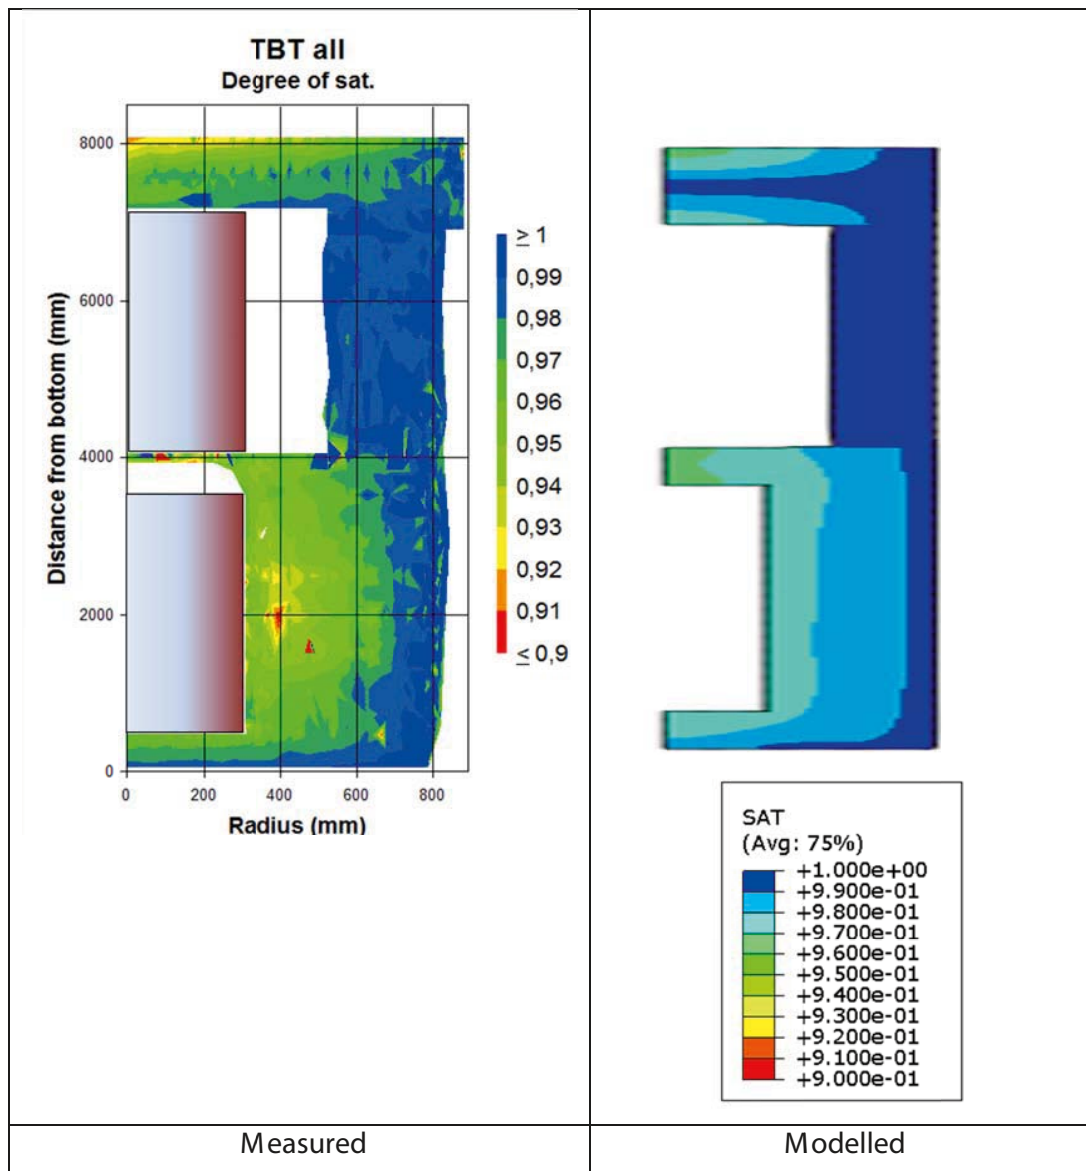 TBT all
Degree of sat.
8000
6000
4000
2000
0
Distance from bottom (mm)
0 200 400 600 800
Radius (mm)
≥ 1
0,99
0,98
0,97
0,96
0,95
0,94
0,93
0,92
0,91
≤ 0,9
SAT
(Avg: 75%)
+1.000e+00
+9.900e-01
+9.800e-01
+9.700e-01
+9.600e-01
+9.500e-01
+9.400e-01
+9.300e-01
+9.200e-01
+9.100e-01
+9.000e-01
Measured
Modelled